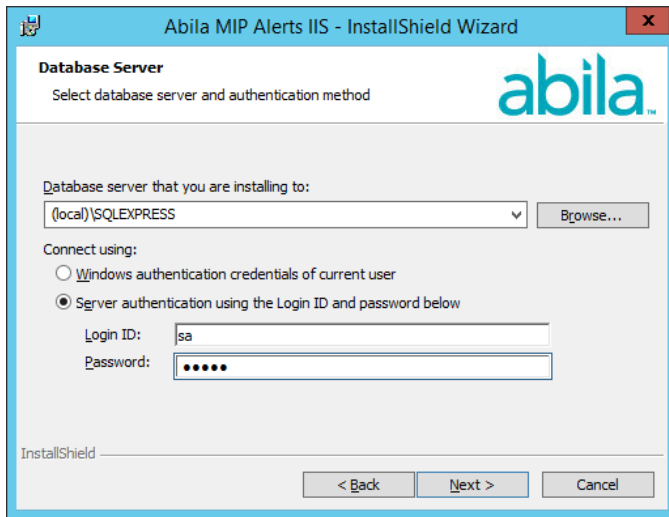 Abila MIP Alerts IIS - InstallShield Wizard
x
Database Server
Select database server and authentication method
abila
Database server that you are installing to:
(local)\SQLEXPRESS
Browse...
Connect using:
Windows authentication credentials of current user
Server authentication using the Login ID and password below
Login ID: sa
Password: •••••
InstallShield
< Back Next > Cancel